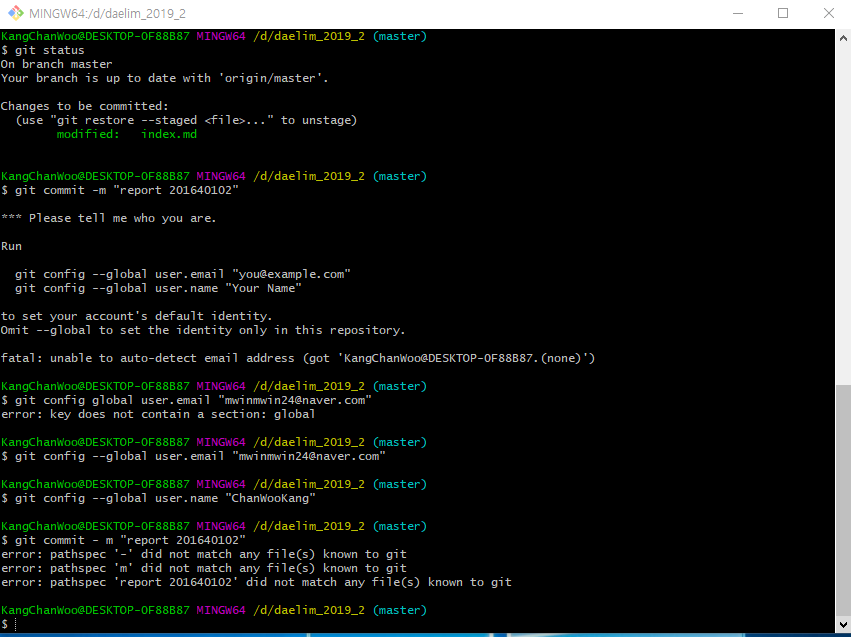 MINGW64:/d/daelim_2019_2
KangChanWoo@DESKTOP-OF88B87 MINGW64 /d/daelim_2019_2 (master)
$ git status
On branch master
Your branch is up to date with 'origin/master'.
Changes to be committed:
  (use "git restore --staged <file>..." to unstage)
        modified:   index.md
KangChanWoo@DESKTOP-OF88B87 MINGW64 /d/daelim_2019_2 (master)
$ git commit -m "report 201640102"
*** Please tell me who you are.
Run
  git config --global user.email "you@example.com"
  git config --global user.name "Your Name"
to set your account's default identity.
Omit --global to set the identity only in this repository.
fatal: unable to auto-detect email address (got 'KangChanWoo@DESKTOP-OF88B87.(none)')
KangChanWoo@DESKTOP-OF88B87 MINGW64 /d/daelim_2019_2 (master)
$ git config global user.email "mwinmwin24@naver.com"
error: key does not contain a section: global
KangChanWoo@DESKTOP-OF88B87 MINGW64 /d/daelim_2019_2 (master)
$ git config --global user.email "mwinmwin24@naver.com"
KangChanWoo@DESKTOP-OF88B87 MINGW64 /d/daelim_2019_2 (master)
$ git config --global user.name "ChanWooKang"
KangChanWoo@DESKTOP-OF88B87 MINGW64 /d/daelim_2019_2 (master)
$ git commit - m "report 201640102"
error: pathspec '-' did not match any file(s) known to git
error: pathspec 'm' did not match any file(s) known to git
error: pathspec 'report 201640102' did not match any file(s) known to git
KangChanWoo@DESKTOP-OF88B87 MINGW64 /d/daelim_2019_2 (master)
$